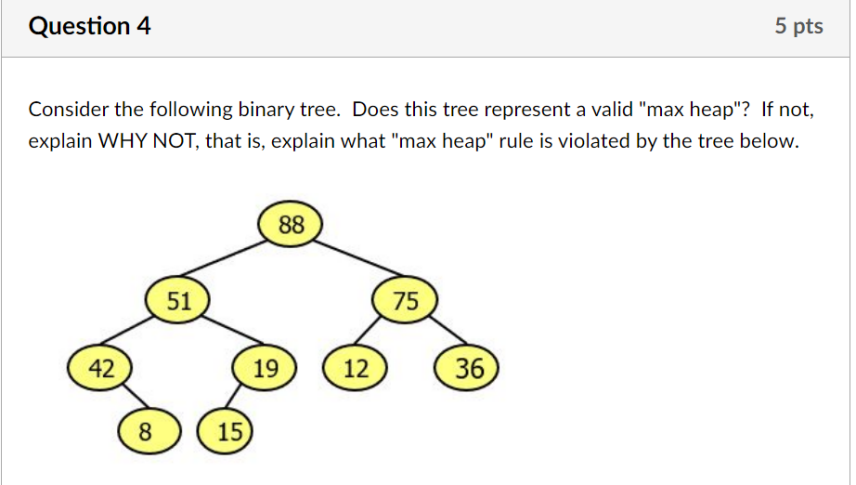 Question 4
5 pts
Consider the following binary tree.  Does this tree represent a valid "max heap"?  If not,
explain WHY NOT, that is, explain what "max heap" rule is violated by the tree below.
88
51
75
42
19
12
36
8
15